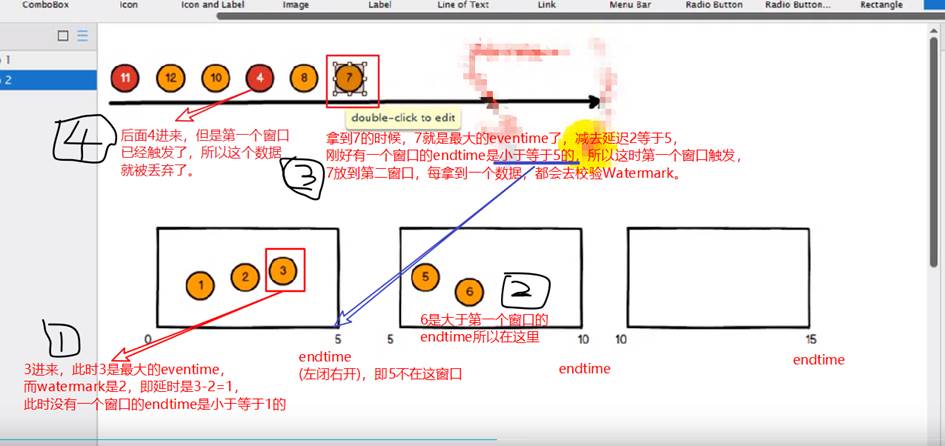 ComboBox Icon Icon and Label Image Label Line of Text Link Menu Bar Radio Button Radio Button... Rectangle
1
2
11 12 10 4 8 7
double-click to edit
4
后面4进来，但是第一个窗口
已经触发了，所以这个数据
就被丢弃了。
3
拿到7的时候，7就是最大的eventime了，减去延迟2等于5，
刚好有一个窗口的endtime是小于等于5的，所以这时第一个窗口触发，
7放到第二窗口，每拿到一个数据，都会去校验Watermark。
1 2 3
5 6
2
6是大于第一个窗口的
endtime所以在这里
0 5 5 10 10 15
endtime
(左闭右开)，即5不在这窗口
endtime
endtime
1
3进来，此时3是最大的eventime，
而watermark是2，即延时是3-2=1，
此时没有一个窗口的endtime是小于等于1的